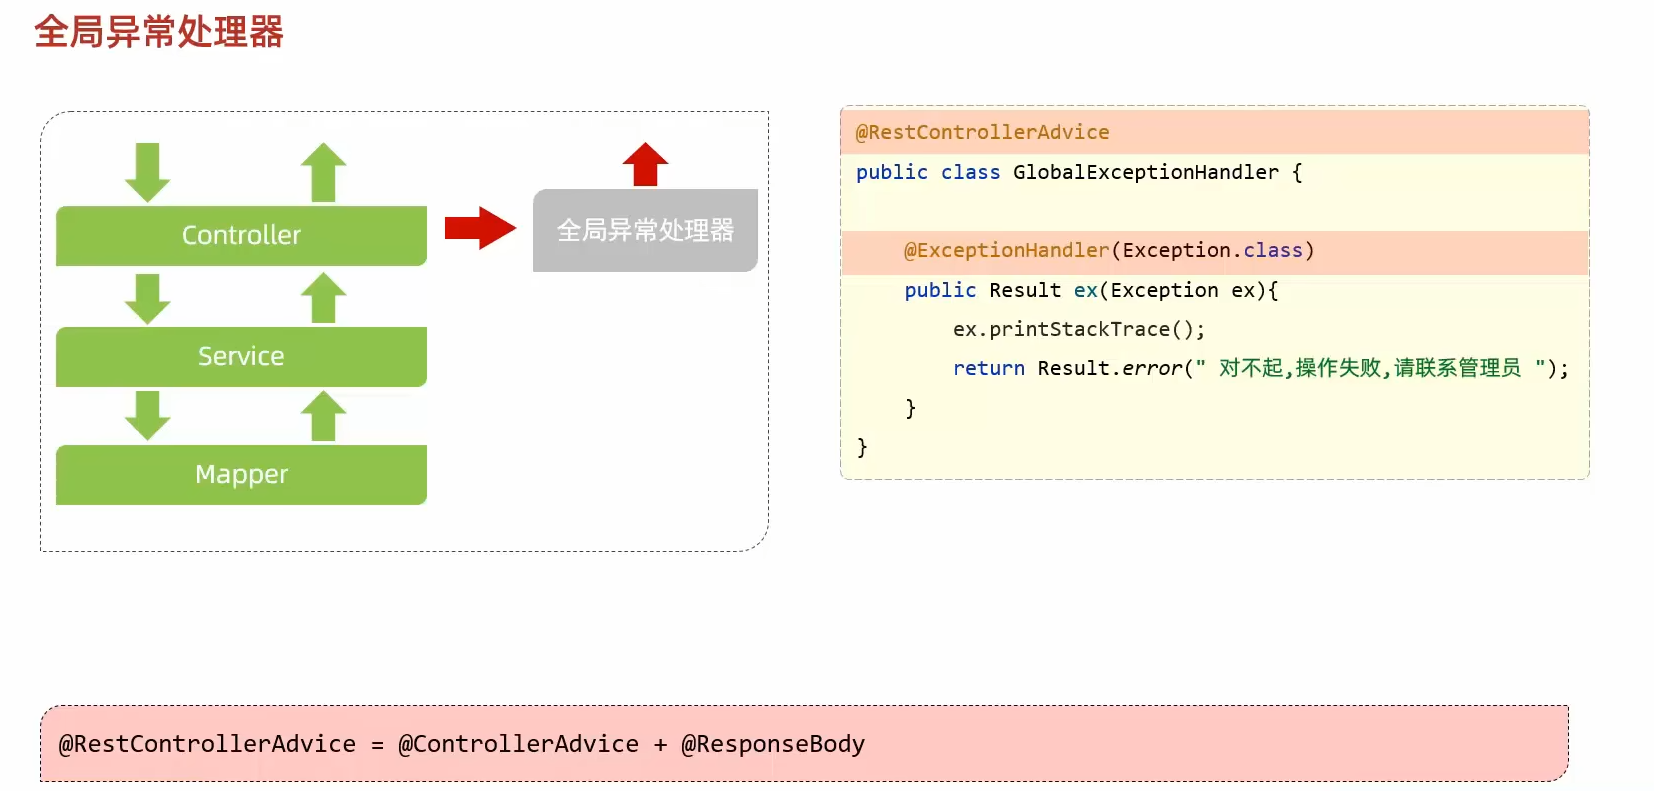 全局异常处理器
Controller
全局异常处理器
Service
Mapper
@RestControllerAdvice
public class GlobalExceptionHandler {
@ExceptionHandler(Exception.class)
public Result ex(Exception ex){
ex.printStackTrace();
return Result.error(" 对不起,操作失败,请联系管理员 ");
}
}
@RestControllerAdvice = @ControllerAdvice + @ResponseBody